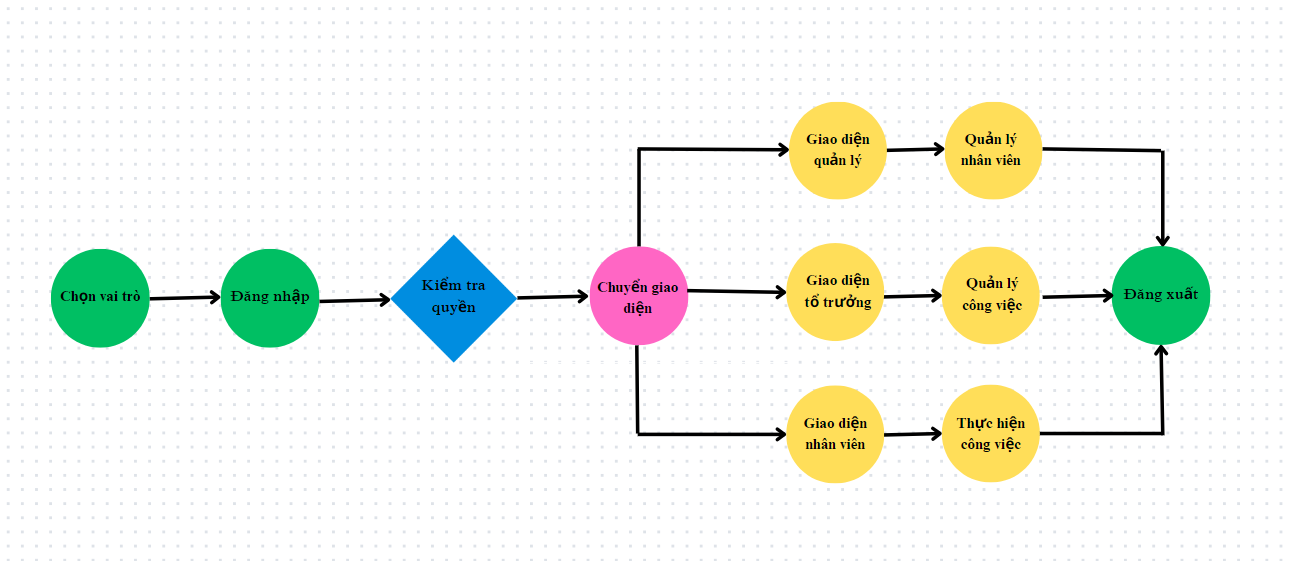 Chọn vai trò
Đăng nhập
Kiểm tra
quyền
Chuyển giao
diện
Giao diện
quản lý
Quản lý
nhân viên
Giao diện
tổ trưởng
Quản lý
công việc
Giao diện
nhân viên
Thực hiện
công việc
Đăng xuất